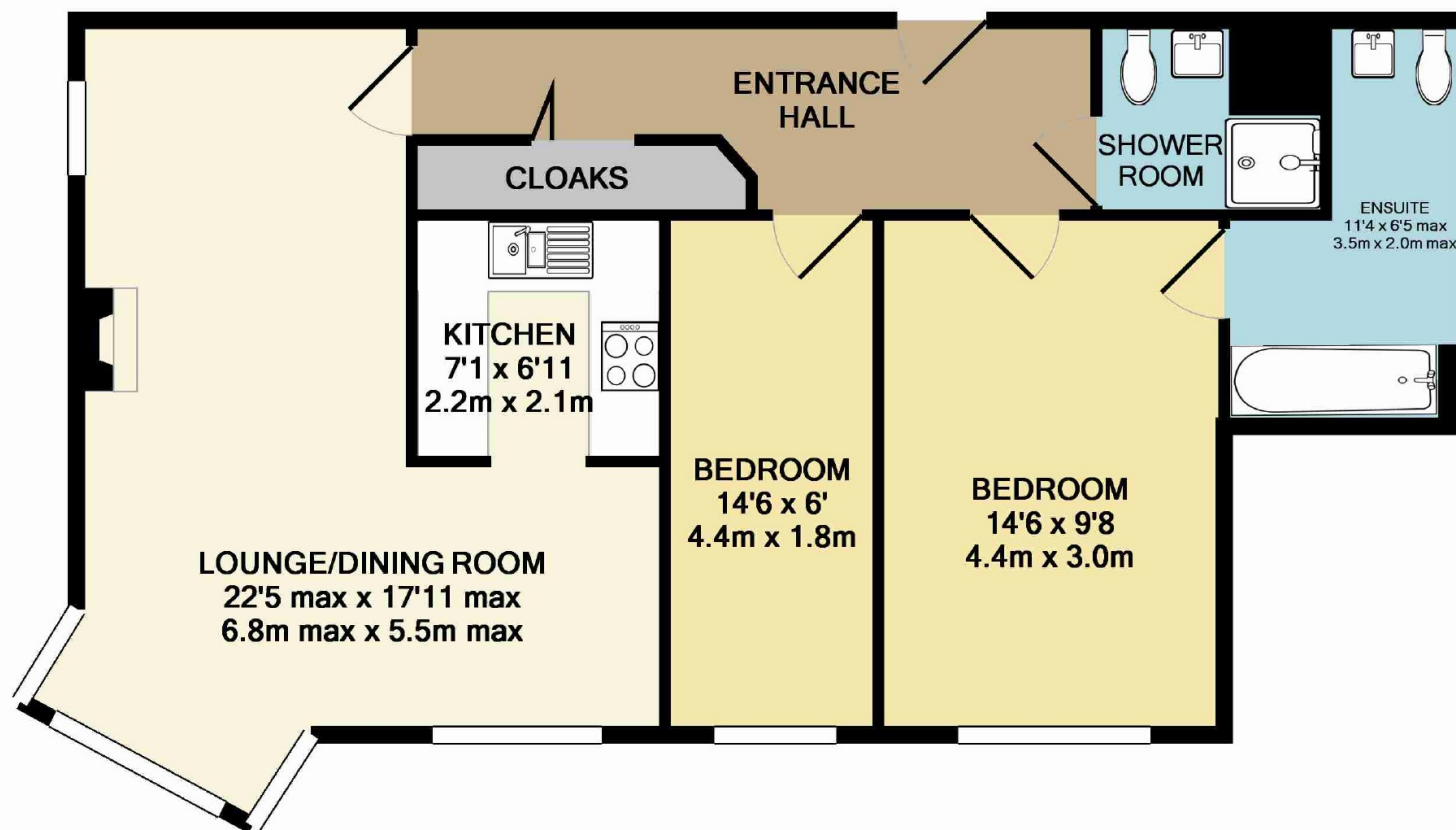 ENTRANCE
HALL
CLOAKS
SHOWER
ROOM
ENSUITE
11'4 x 6'5 max
3.5m x 2.0m max
KITCHEN
7'1 x 6'11
2.2m x 2.1m
BEDROOM
14'6 x 6'
4.4m x 1.8m
BEDROOM
14'6 x 9'8
4.4m x 3.0m
LOUNGE/DINING ROOM
22'5 max x 17'11 max
6.8m max x 5.5m max